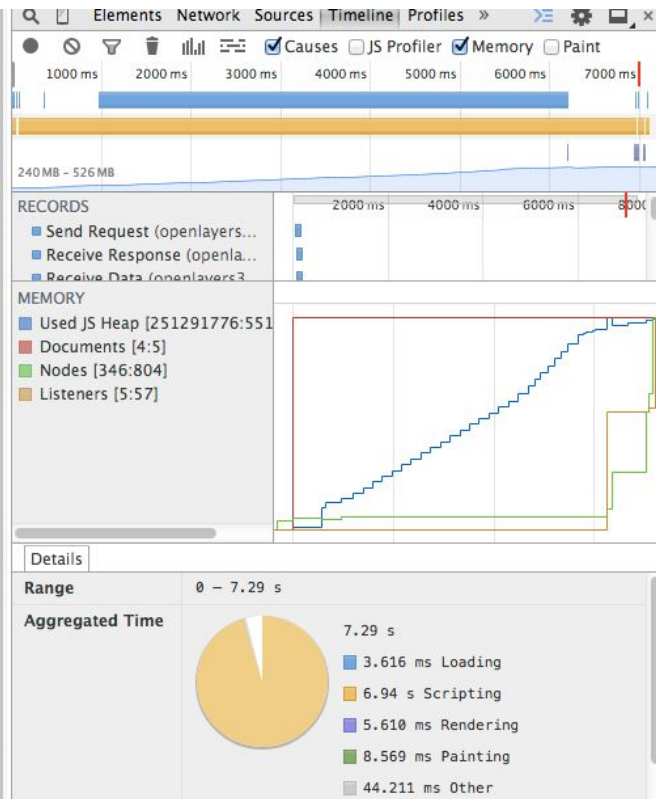 Elements Network Sources Timeline Profiles »
Causes JS Profiler Memory Paint
1000 ms 2000 ms 3000 ms 4000 ms 5000 ms 6000 ms 7000 ms
240 MB – 526 MB
RECORDS 2000 ms 4000 ms 6000 ms
Send Request (openlayers...
Receive Response (openla...
Receive Data (openlayers3
MEMORY
Used JS Heap [251291776:551
Documents [4:5]
Nodes [346:804]
Listeners [5:57]
Details
Range 0 – 7.29 s
Aggregated Time
7.29 s
3.616 ms Loading
6.94 s Scripting
5.610 ms Rendering
8.569 ms Painting
44.211 ms Other